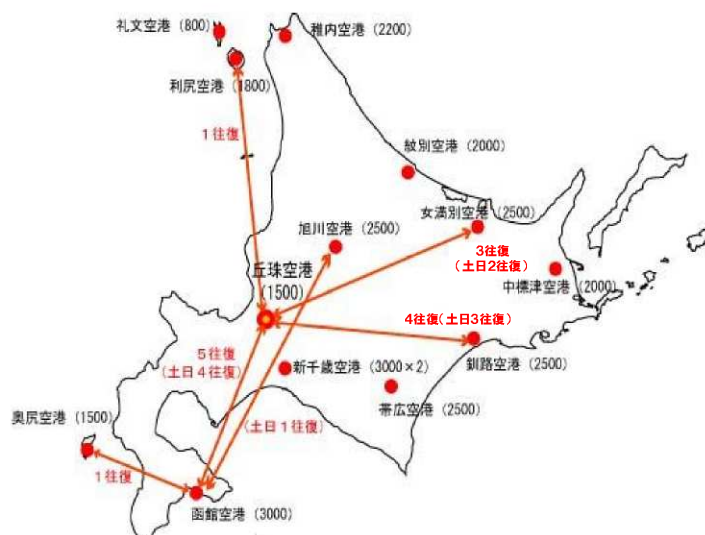 礼文空港（800）
稚内空港（2200）
利尻空港（1800）
1往復
紋別空港（2000）
女満別空港（2500）
旭川空港（2500）
3往復
（土日2往復）
丘珠空港
（1500）
中標津空港（2000）
4往復（土日3往復）
5往復
（土日4往復）
新千歳空港（3000×2）
釧路空港（2500）
帯広空港（2500）
奥尻空港（1500）
（土日1往復）
1往復
函館空港（3000）